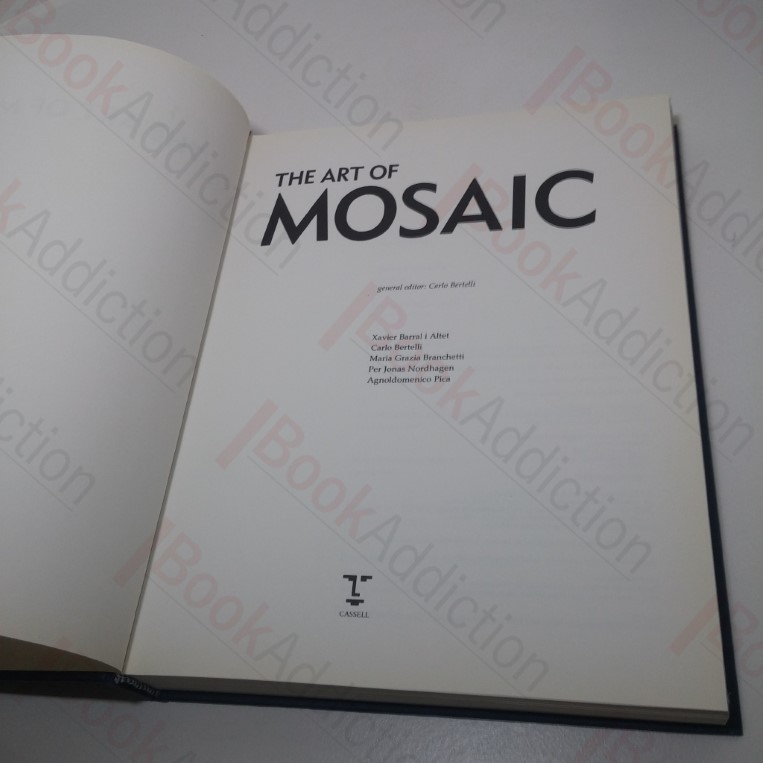 THE ART OF
MOSAIC
general editor: Carlo Bertelli
Xavier Barral i Altet
Carlo Bertelli
Maria Grazia Branchetti
Per Jonas Nordhagen
Agnoldomenico Pica
CASSELL
BookAddiction